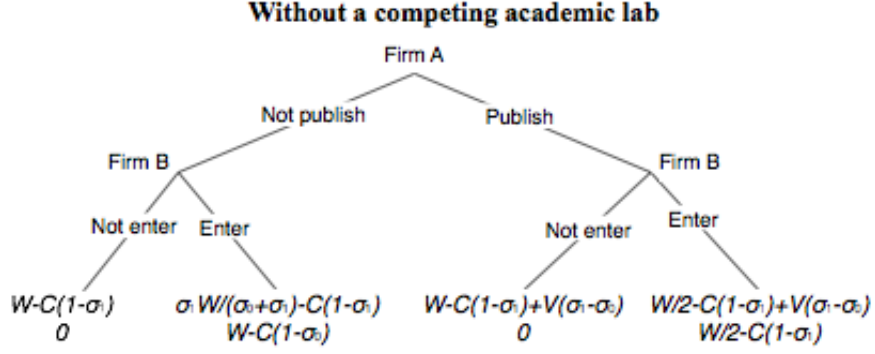 Without a competing academic lab
Firm A
Not publish Publish
Firm B Firm B
Not enter Enter Not enter Enter
W-C(1-σ₁) σ₁W/(σ₀+σ₁)-C(1-σ₁) W-C(1-σ₁)+V(σ₁-σ₀) W/2-C(1-σ₁)+V(σ₁-σ₀)
0 W-C(1-σ₀) 0 W/2-C(1-σ₁)